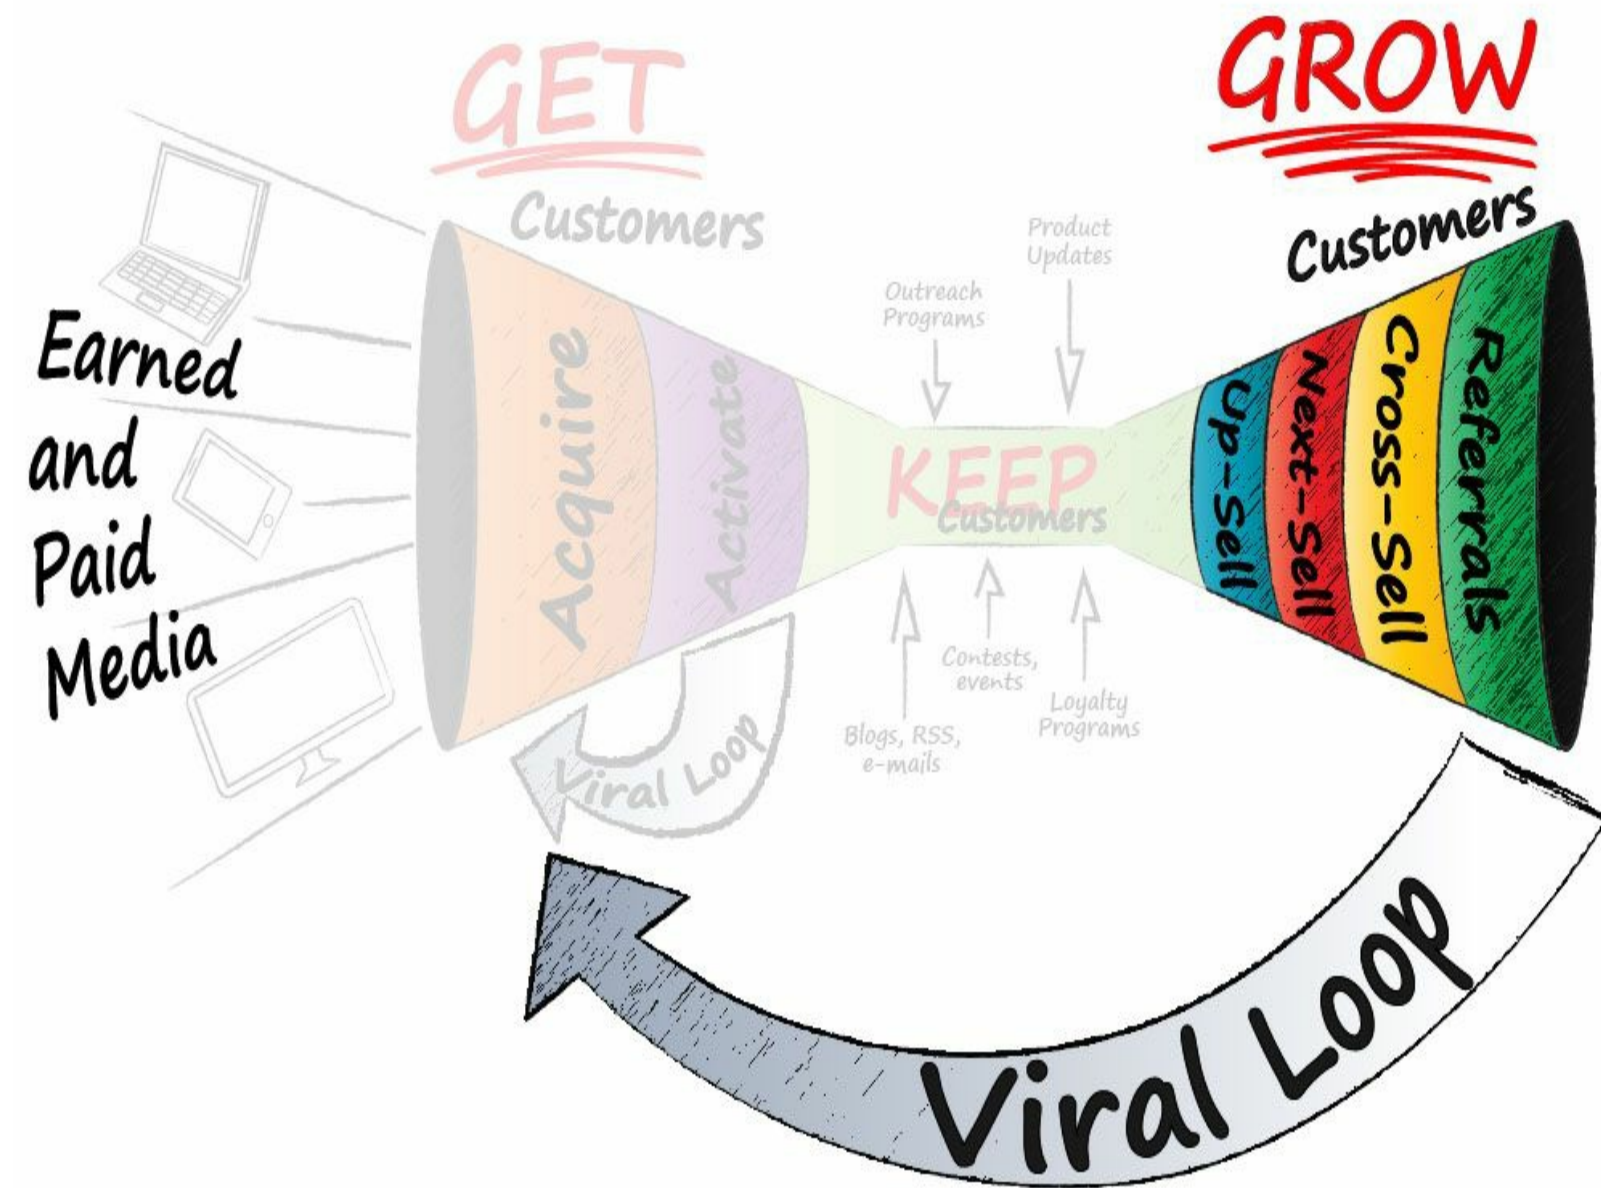 GET
Customers
GROW
Customers
Earned
and
Paid
Media
Acquire
Activate
Viral Loop
Outreach
Programs
Product
Updates
KEEP
Customers
Blogs, RSS,
e-mails
Contests,
events
Loyalty
Programs
Up-Sell
Next-Sell
Cross-Sell
Referrals
Viral Loop